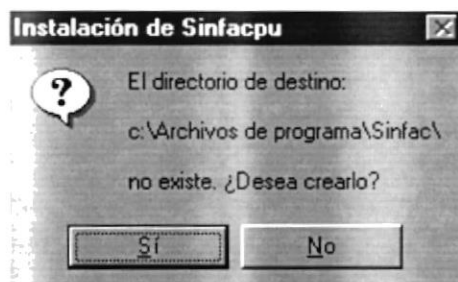 Instalación de Sinfacpu
El directorio de destino:
c:\Archivos de programa\Sinfac\
no existe. ¿Desea crearlo?
Sí
No